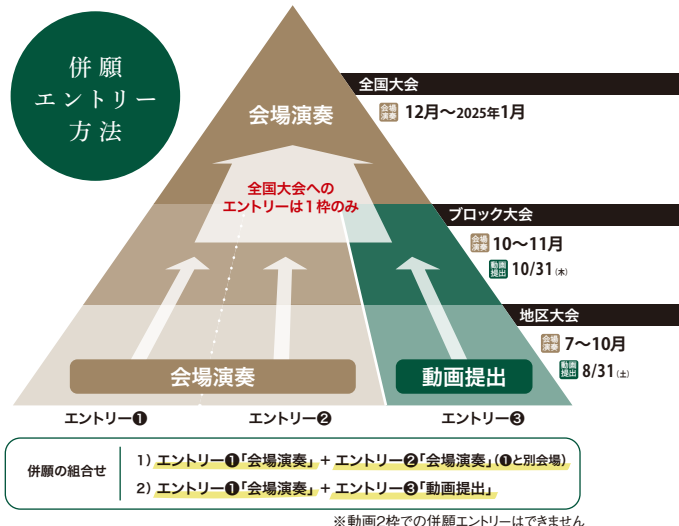 併願
エントリー
方法
全国大会
会場演奏
会場演奏 12月～2025年1月
全国大会への
エントリーは1枠のみ
ブロック大会
会場演奏 10～11月
動画提出 10/31(木)
地区大会
会場演奏 7～10月
動画提出 8/31(土)
会場演奏
動画提出
エントリー❶
エントリー❷
エントリー❸
併願の組合せ
1) エントリー❶「会場演奏」+ エントリー❷「会場演奏」(❶と別会場)
2) エントリー❶「会場演奏」+ エントリー❸「動画提出」
※動画2枠での併願エントリーはできません